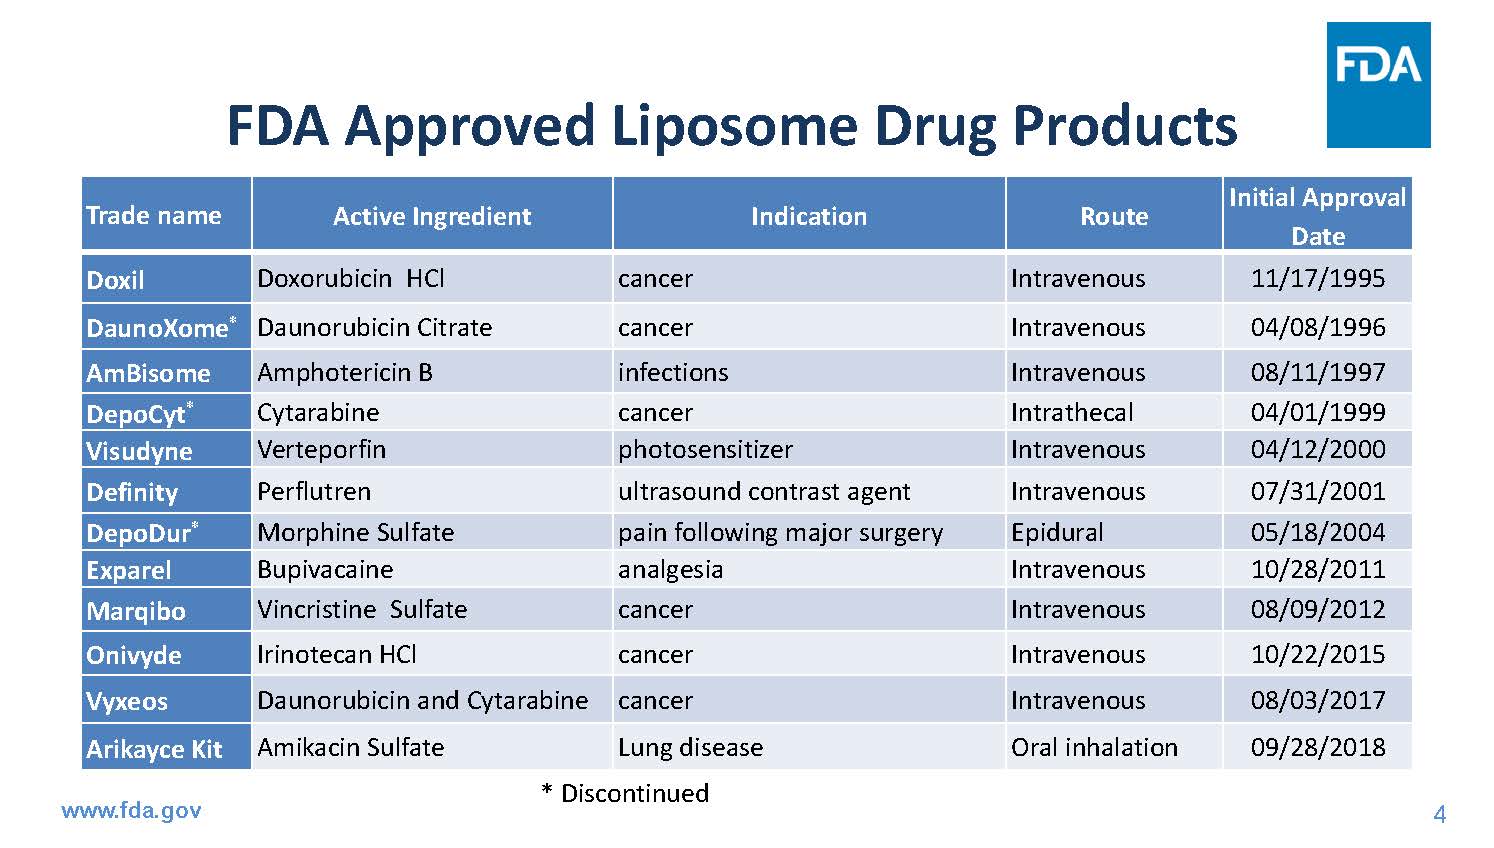 FDA
FDA Approved Liposome Drug Products
Trade name Active Ingredient Indication Route Initial Approval Date
Doxil Doxorubicin HCl cancer Intravenous 11/17/1995
DaunoXome* Daunorubicin Citrate cancer Intravenous 04/08/1996
AmBisome Amphotericin B infections Intravenous 08/11/1997
DepoCyt* Cytarabine cancer Intrathecal 04/01/1999
Visudyne Verteporfin photosensitizer Intravenous 04/12/2000
Definity Perflutren ultrasound contrast agent Intravenous 07/31/2001
DepoDur* Morphine Sulfate pain following major surgery Epidural 05/18/2004
Exparel Bupivacaine analgesia Intravenous 10/28/2011
Marqibo Vincristine Sulfate cancer Intravenous 08/09/2012
Onivyde Irinotecan HCl cancer Intravenous 10/22/2015
Vyxeos Daunorubicin and Cytarabine cancer Intravenous 08/03/2017
Arikayce Kit Amikacin Sulfate Lung disease Oral inhalation 09/28/2018
* Discontinued
www.fda.gov
4